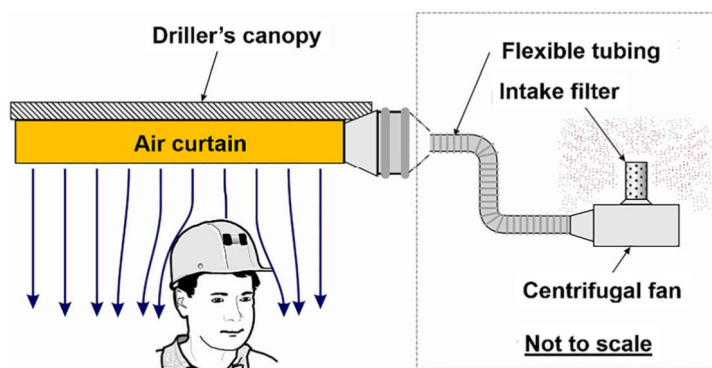 Driller's canopy
Flexible tubing
Intake filter
Air curtain
Centrifugal fan
Not to scale